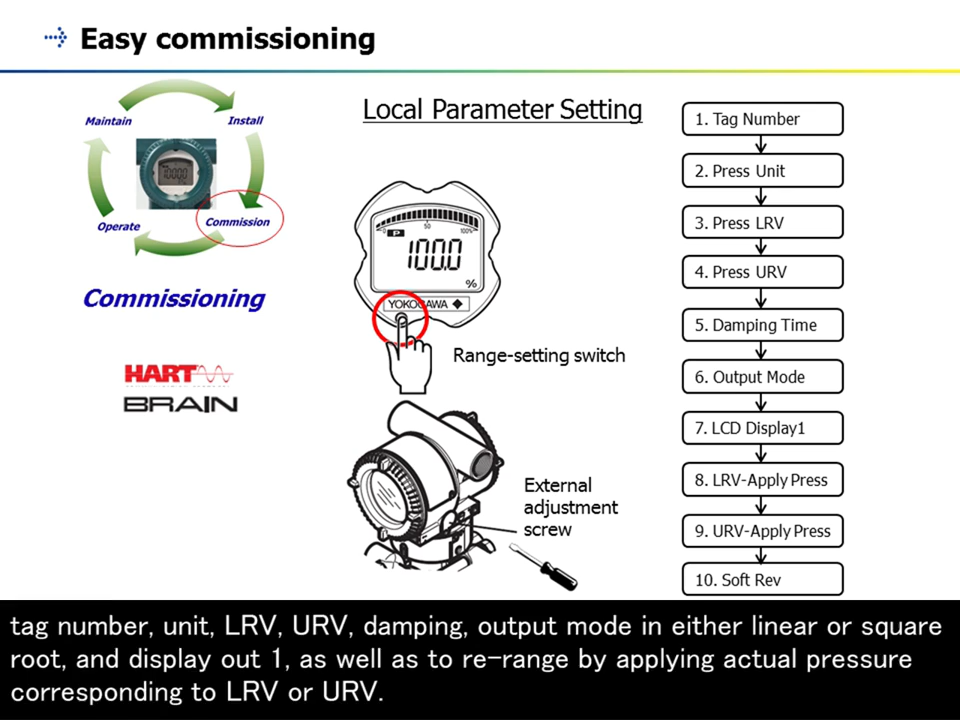 Easy commissioning
Maintain
Install
Operate
Commission
Commissioning
HART
BRAIN
Local Parameter Setting
0
50
100%
P
100.0
%
YOKOGAWA
Range-setting switch
External
adjustment
screw
1. Tag Number
2. Press Unit
3. Press LRV
4. Press URV
5. Damping Time
6. Output Mode
7. LCD Display1
8. LRV-Apply Press
9. URV-Apply Press
10. Soft Rev
tag number, unit, LRV, URV, damping, output mode in either linear or square
root, and display out 1, as well as to re-range by applying actual pressure
corresponding to LRV or URV.